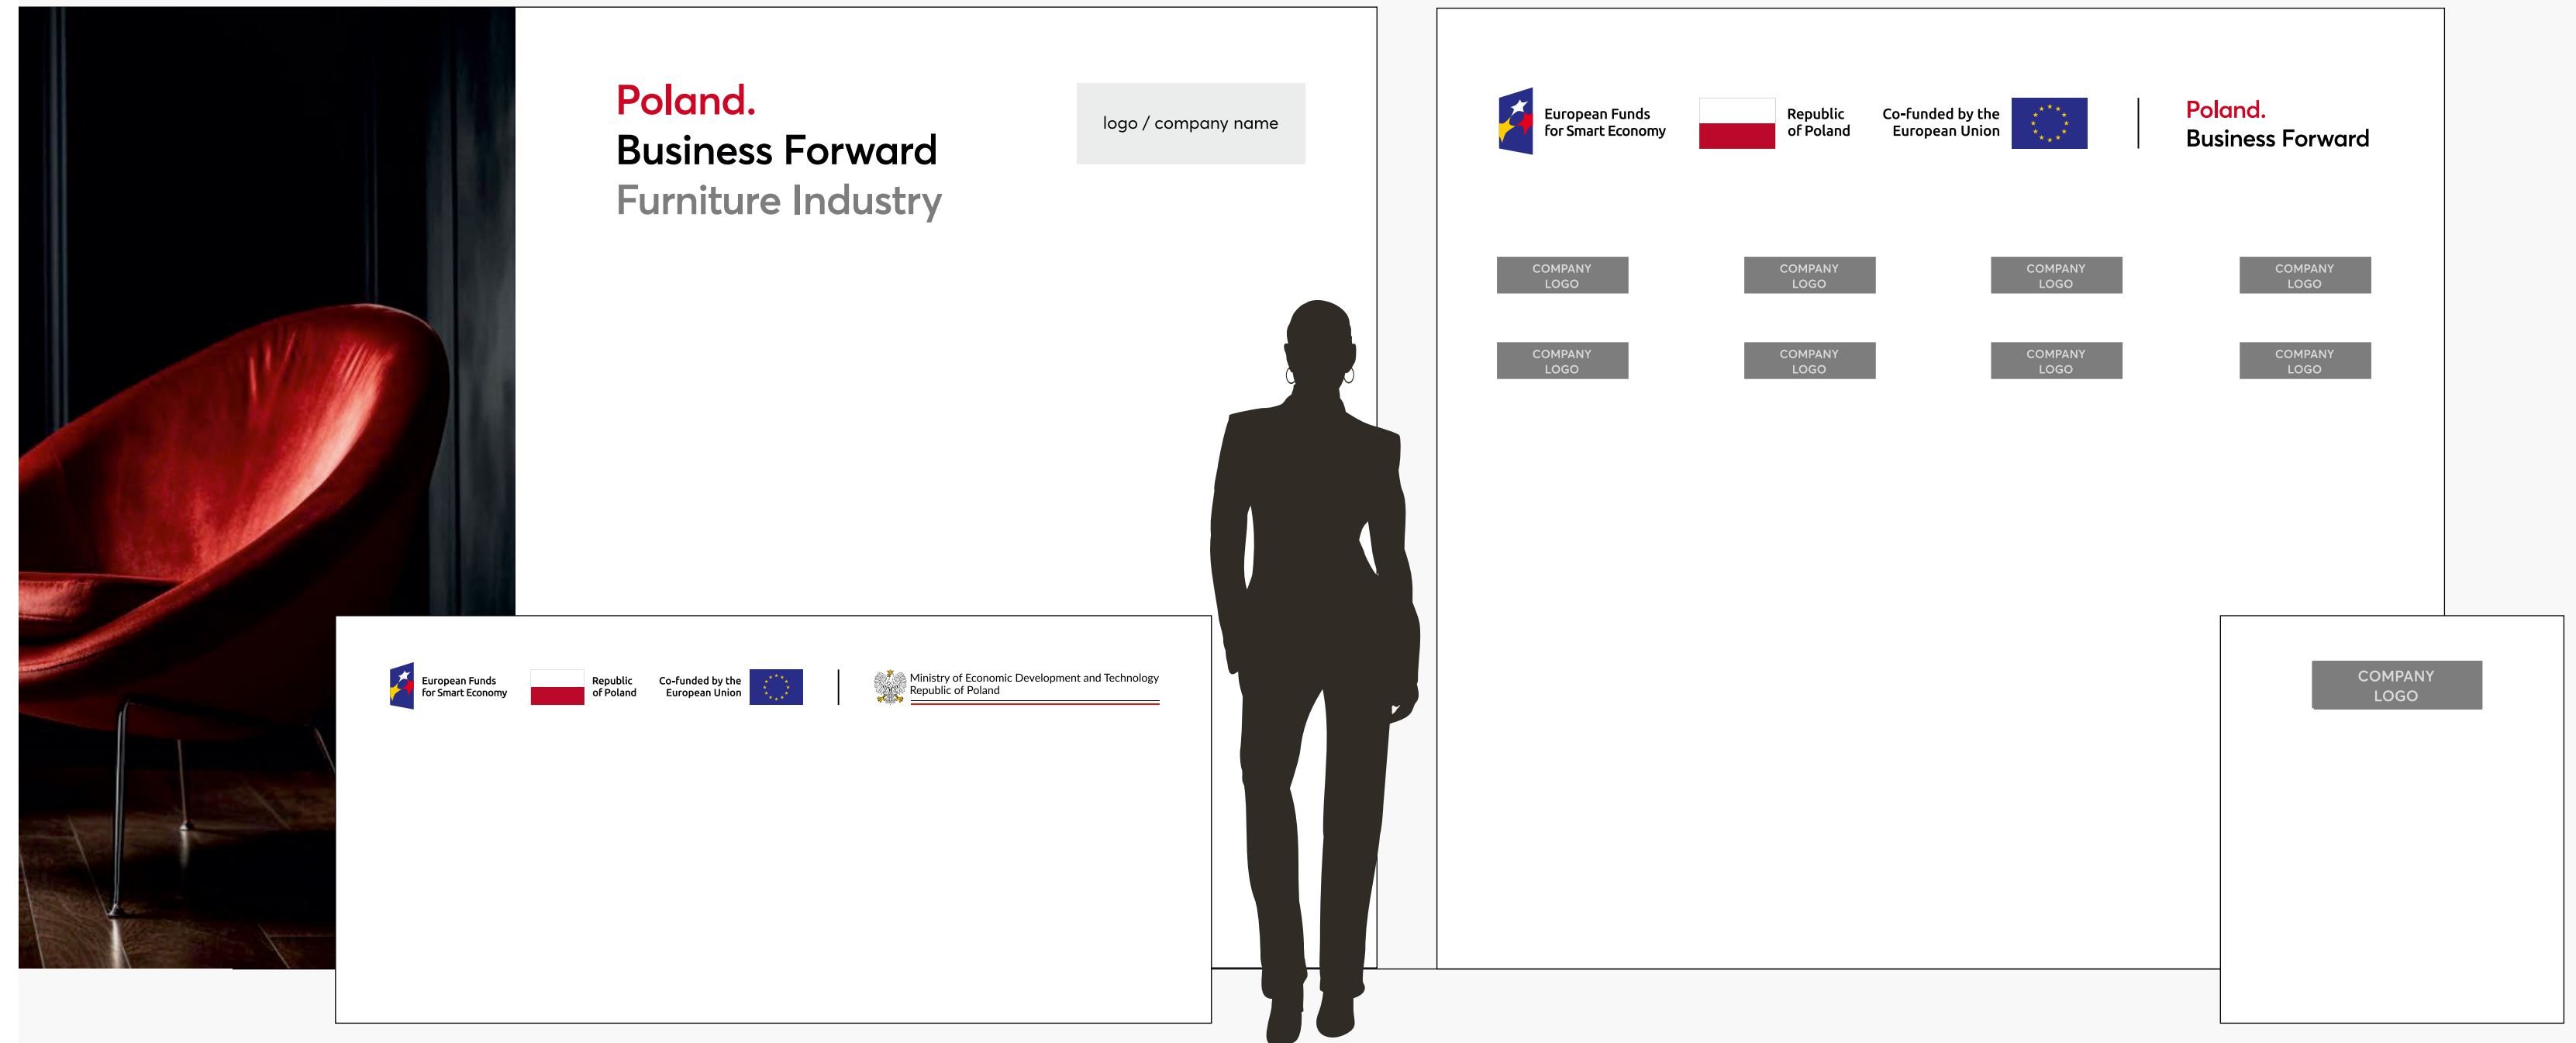 Poland.
Business Forward
Furniture Industry
logo / company name
European Funds
for Smart Economy
Republic
of Poland
Co-funded by the
European Union
Ministry of Economic Development and Technology
Republic of Poland
European Funds
for Smart Economy
Republic
of Poland
Co-funded by the
European Union
Poland.
Business Forward
COMPANY
LOGO
COMPANY
LOGO
COMPANY
LOGO
COMPANY
LOGO
COMPANY
LOGO
COMPANY
LOGO
COMPANY
LOGO
COMPANY
LOGO
COMPANY
LOGO